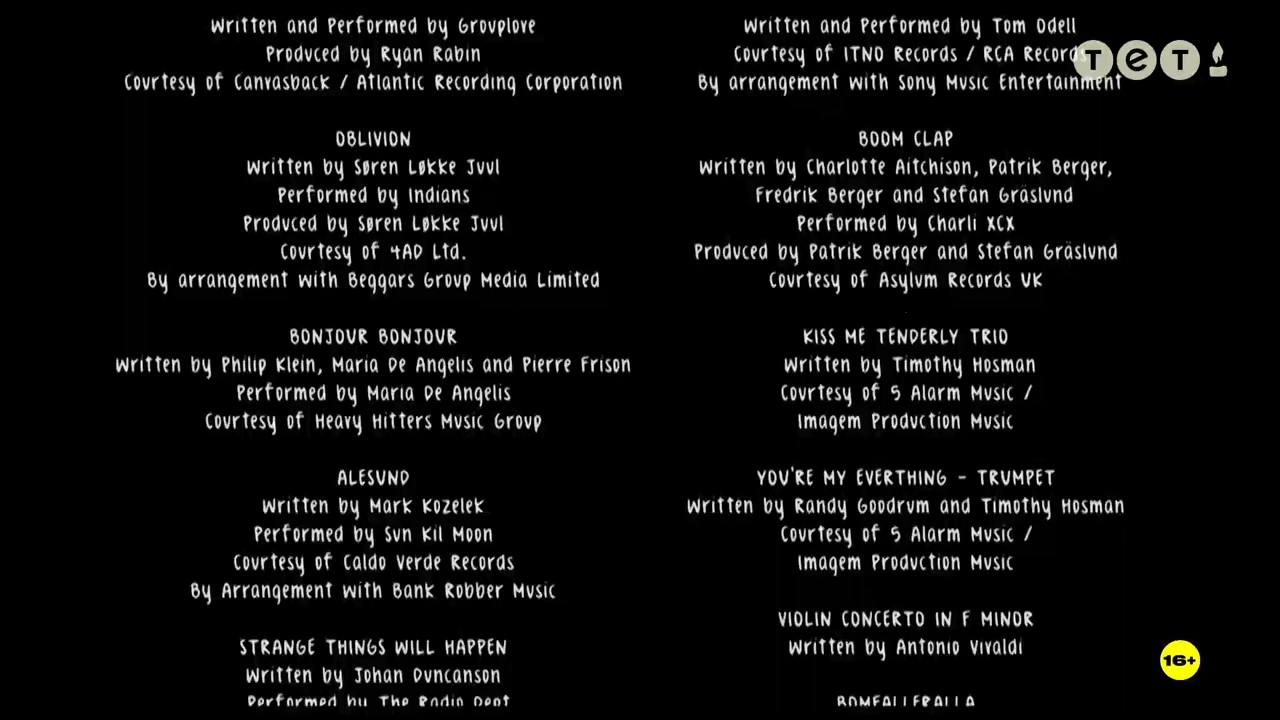 Written and Performed by Grouplove
Produced by Ryan Rabin
Courtesy of Canvasback / Atlantic Recording Corporation
OBLIVION
Written by Søren Løkke Juul
Performed by Indians
Produced by Søren Løkke Juul
Courtesy of 4AD Ltd.
By arrangement with Beggars Group Media Limited
BONJOUR BONJOUR
Written by Philip Klein, Maria De Angelis and Pierre Frison
Performed by Maria De Angelis
Courtesy of Heavy Hitters Music Group
ALESUND
Written by Mark Kozelek
Performed by Sun Kil Moon
Courtesy of Caldo Verde Records
By Arrangement with Bank Robber Music
STRANGE THINGS WILL HAPPEN
Written by Johan Duncanson
Performed by The Radio Dept
Written and Performed by Tom Odell
Courtesy of ITNO Records / RCA Records
By arrangement with Sony Music Entertainment
BOOM CLAP
Written by Charlotte Aitchison, Patrik Berger,
Fredrik Berger and Stefan Gräslund
Performed by Charli XCX
Produced by Patrik Berger and Stefan Gräslund
Courtesy of Asylum Records UK
KISS ME TENDERLY TRIO
Written by Timothy Hosman
Courtesy of 5 Alarm Music /
Imagem Production Music
YOU'RE MY EVERTHING - TRUMPET
Written by Randy Goodrum and Timothy Hosman
Courtesy of 5 Alarm Music /
Imagem Production Music
VIOLIN CONCERTO IN F MINOR
Written by Antonio Vivaldi
BOMFALLERALLA
TeT
16+